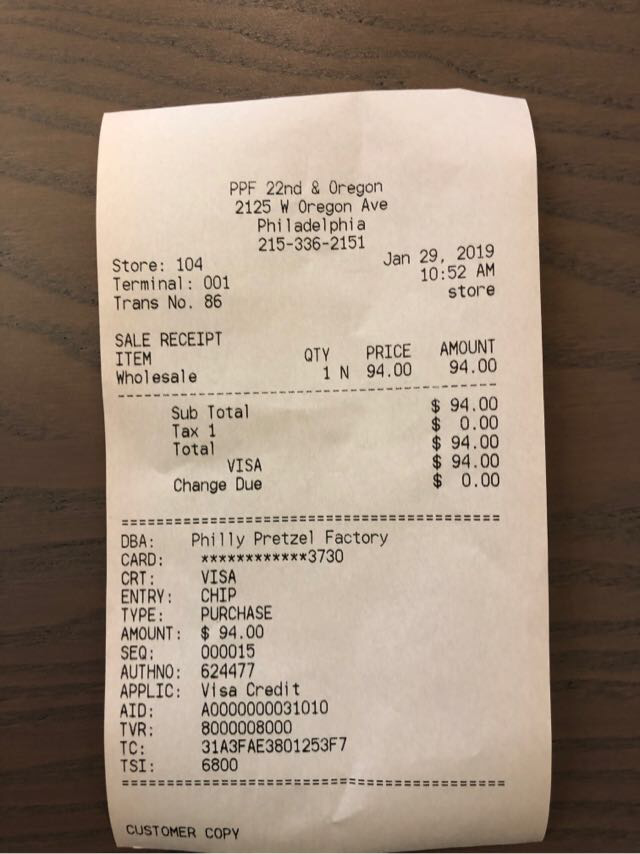 PPF 22nd & Oregon
2125 W Oregon Ave
Philadelphia
215-336-2151
Store: 104 Jan 29, 2019
Terminal: 001 10:52 AM
Trans No. 86 store
SALE RECEIPT
ITEM QTY PRICE AMOUNT
Wholesale 1 N 94.00 94.00
--------------------------------
Sub Total $ 94.00
Tax 1 $ 0.00
Total $ 94.00
VISA $ 94.00
Change Due $ 0.00
========================================
DBA: Philly Pretzel Factory
CARD: ************3730
CRT: VISA
ENTRY: CHIP
TYPE: PURCHASE
AMOUNT: $ 94.00
SEQ: 000015
AUTHNO: 624477
APPLIC: Visa Credit
AID: A0000000031010
TVR: 8000008000
TC: 31A3FAE3801253F7
TSI: 6800
========================================
CUSTOMER COPY